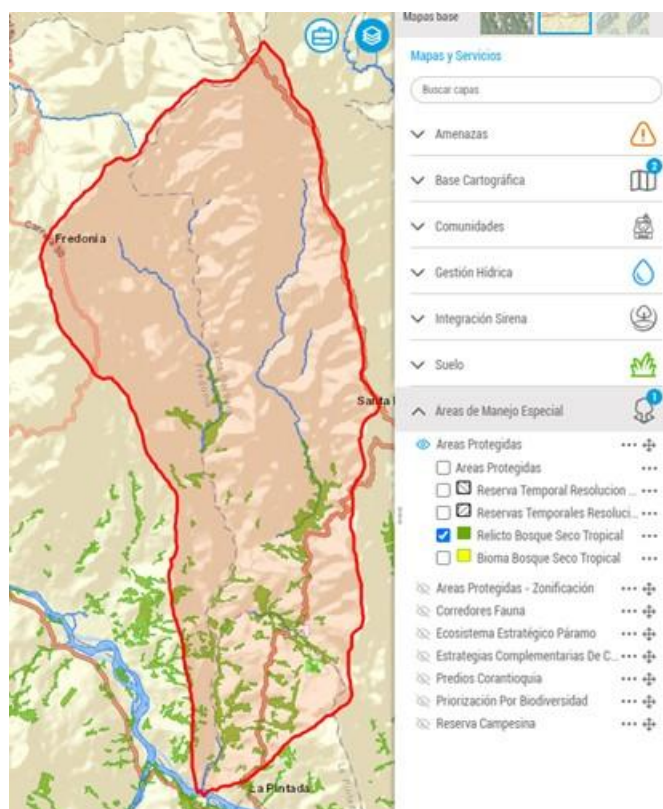 Mapas base
Mapas y Servicios
Buscar capas
Amenazas
Base Cartográfica
2
Comunidades
Gestión Hídrica
Integración Sirena
Suelo
Areas de Manejo Especial
1
Areas Protegidas
Areas Protegidas
Reserva Temporal Resolucion ...
Reservas Temporales Resoluci...
Relicto Bosque Seco Tropical
Bioma Bosque Seco Tropical
Areas Protegidas - Zonificación
Corredores Fauna
Ecosistema Estratégico Páramo
Estrategias Complementarias De C...
Predios Corantioquia
Priorización Por Biodiversidad
Reserva Campesina
Fredonia
Santa
La Pintada